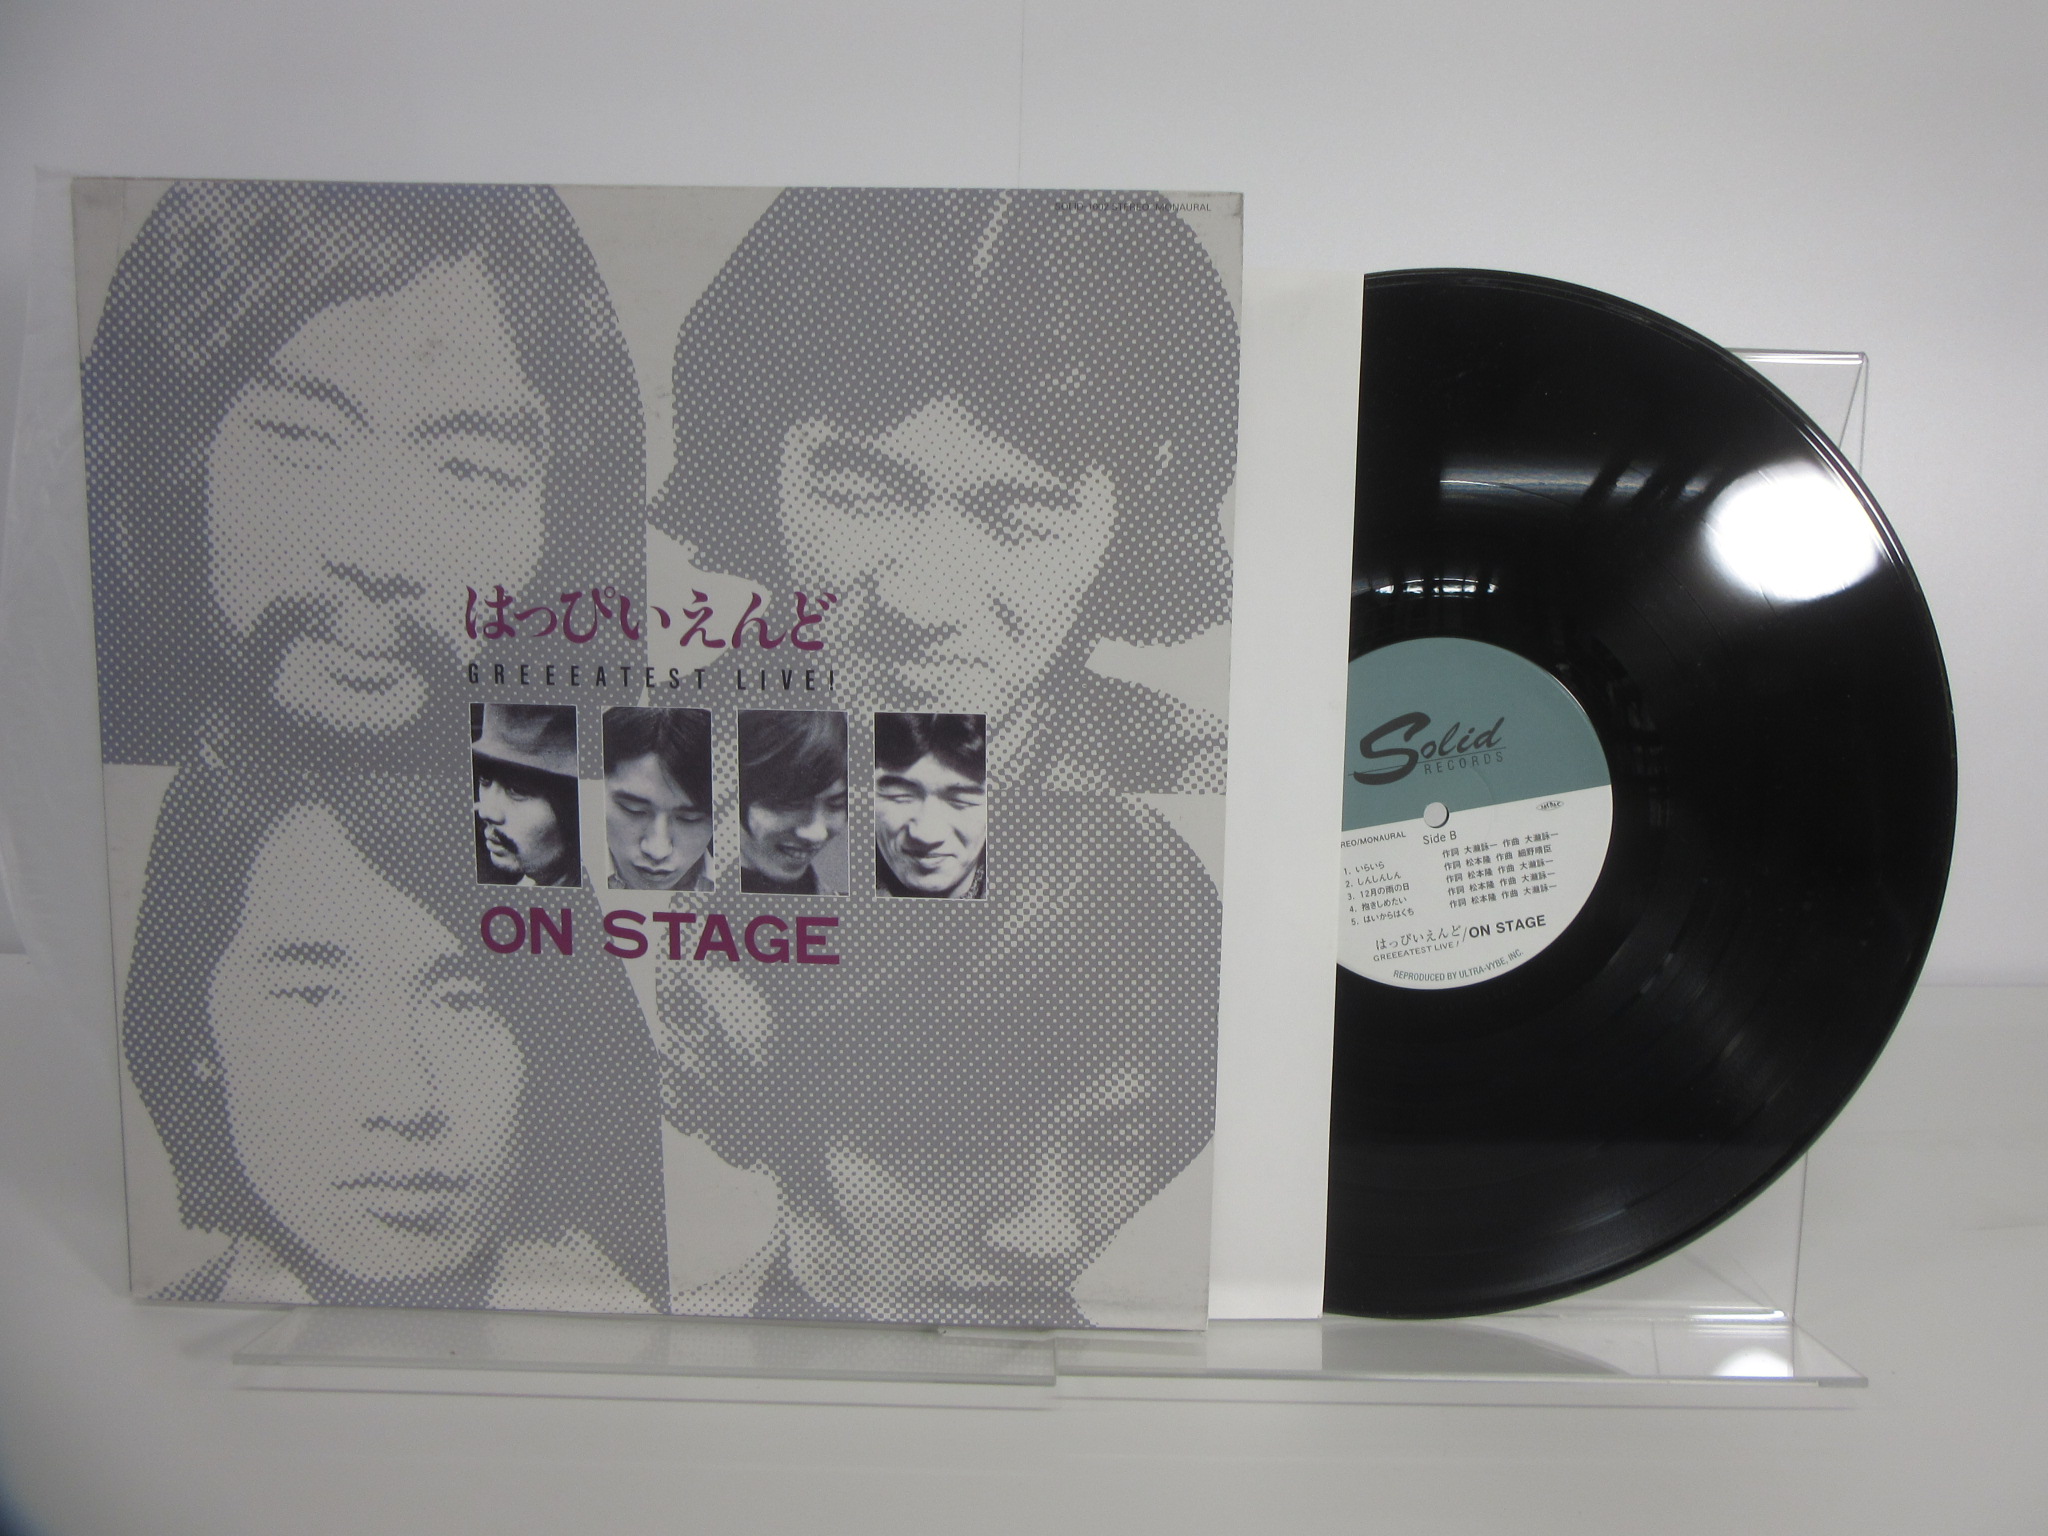 SOLID-1007 STEREO/MONAURAL
はっぴいえんど
GREEEATEST LIVE!
ON STAGE
Solid
RECORDS
REO/MONAURAL
Side B
1. いらいら 作詞 大瀧詠一 作曲 大瀧詠一
2. しんしんしん 作詞 松本隆 作曲 細野晴臣
3. 12月の雨の日 作詞 松本隆 作曲 大瀧詠一
4. 抱きしめたい 作詞 松本隆 作曲 大瀧詠一
5. はいからはくち 作詞 松本隆 作曲 大瀧詠一
はっぴいえんど/ON STAGE
GREEEATEST LIVE!
REPRODUCED BY ULTRA-VYBE, INC.